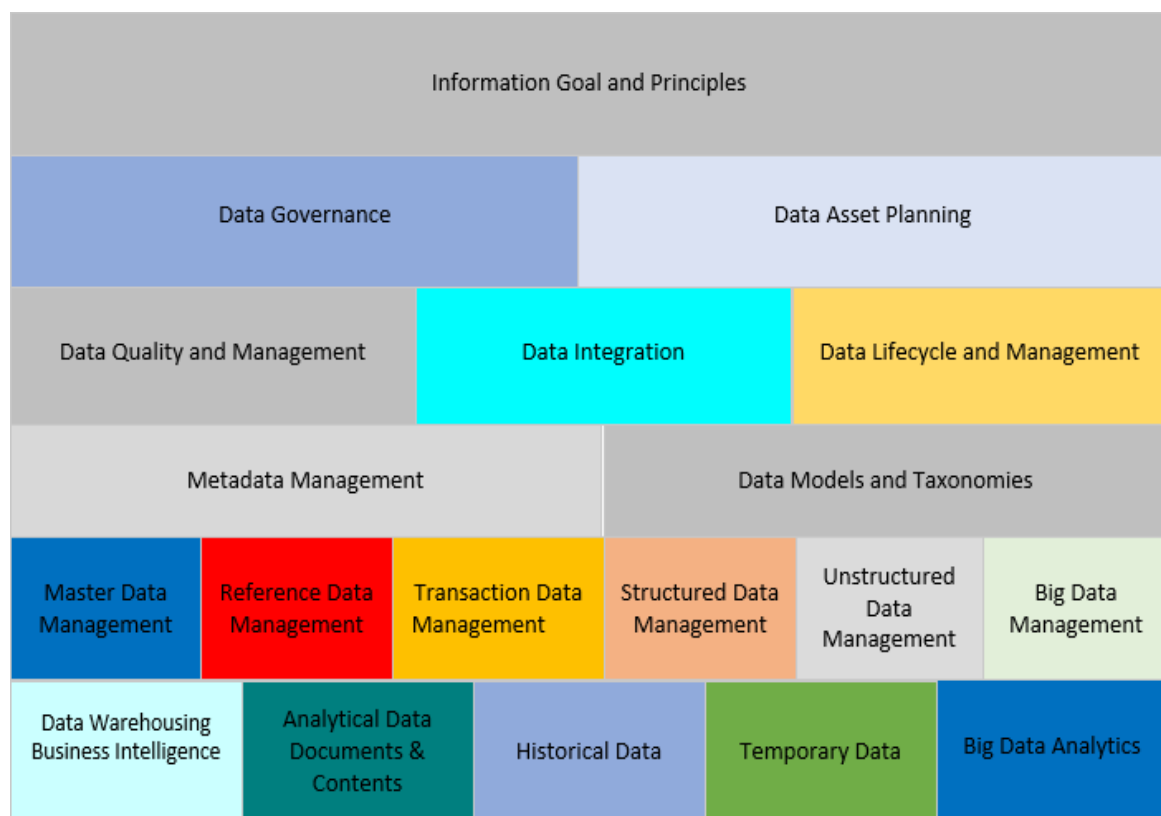 Information Goal and Principles
Data Governance
Data Asset Planning
Data Quality and Management
Data Integration
Data Lifecycle and Management
Metadata Management
Data Models and Taxonomies
Master Data
Management
Reference Data
Management
Transaction Data
Management
Structured Data
Management
Unstructured
Data
Management
Big Data
Management
Data Warehousing
Business Intelligence
Analytical Data
Documents &
Contents
Historical Data
Temporary Data
Big Data Analytics